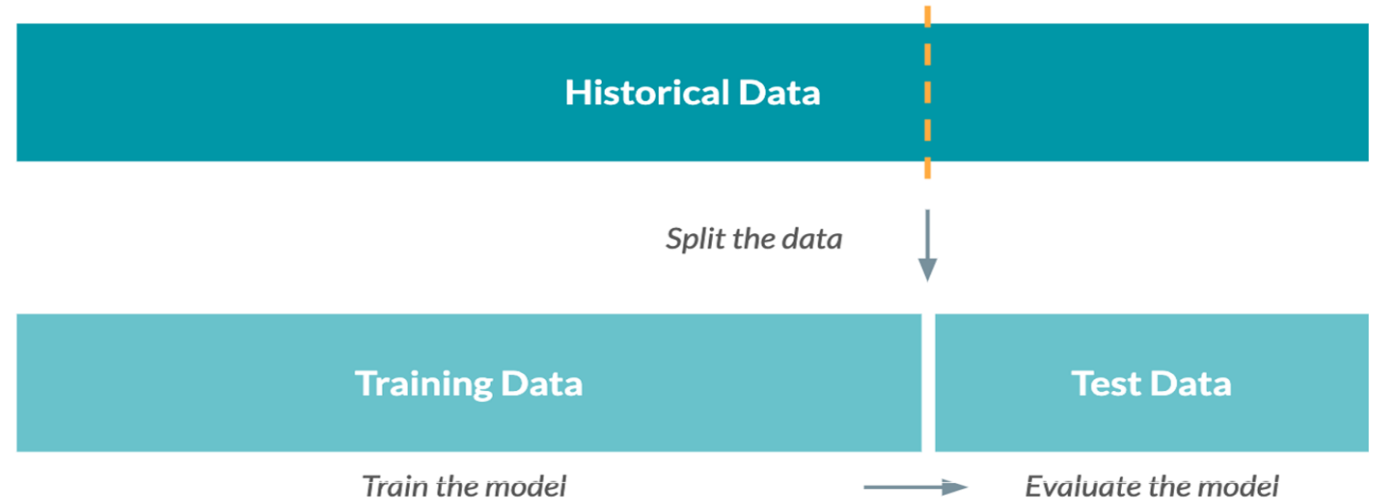 Historical Data
Split the data
Training Data
Test Data
Train the model
Evaluate the model